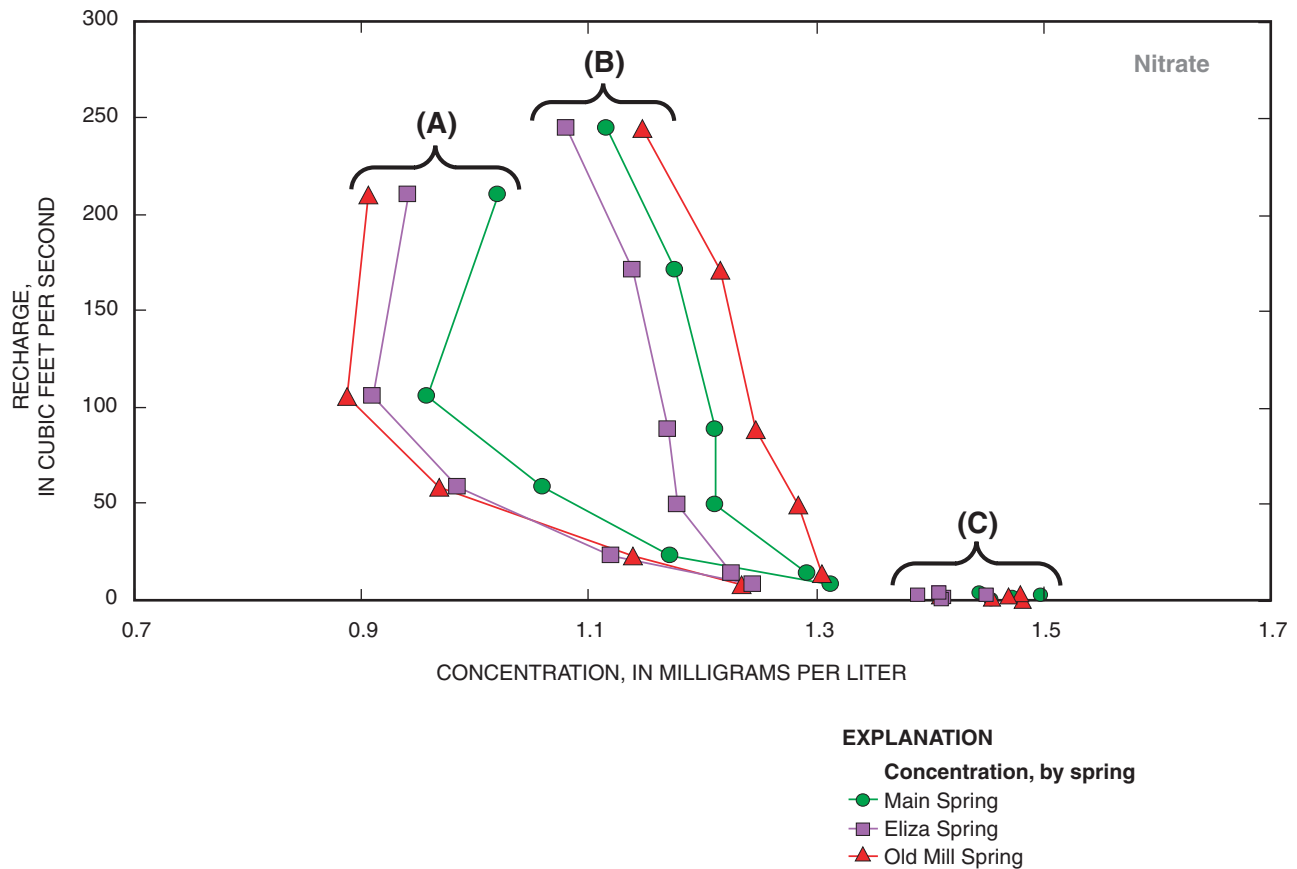 300
250
200
150
100
50
0
RECHARGE,
IN CUBIC FEET PER SECOND
Nitrate
(A)
(B)
(C)
0.7 0.9 1.1 1.3 1.5 1.7
CONCENTRATION, IN MILLIGRAMS PER LITER
EXPLANATION
Concentration, by spring
Main Spring
Eliza Spring
Old Mill Spring